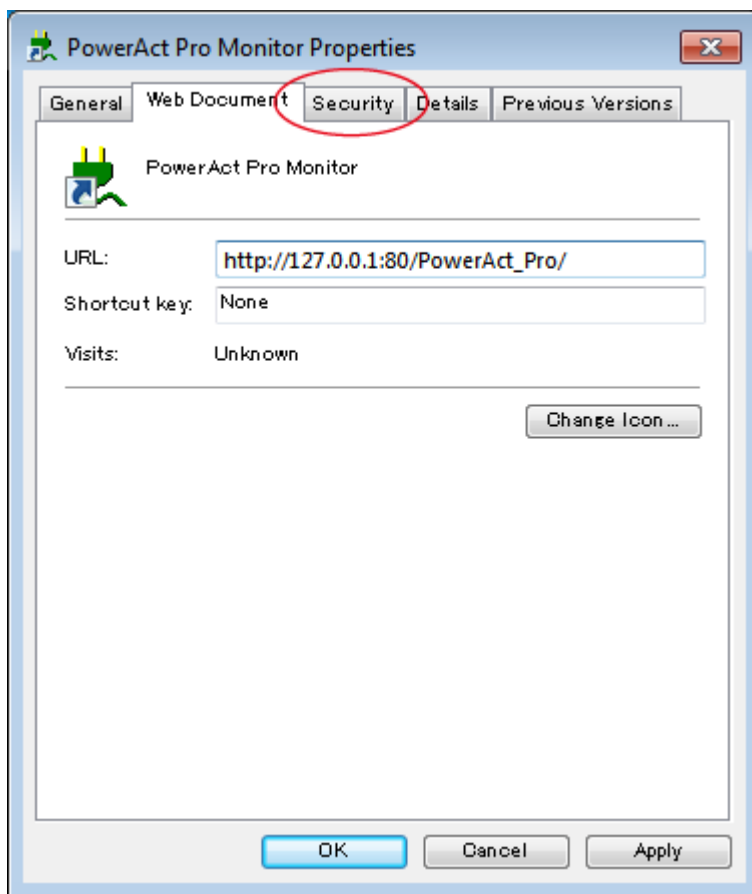 PowerAct Pro Monitor Properties
General Web Document Security Details Previous Versions
PowerAct Pro Monitor
URL: http://127.0.0.1:80/PowerAct_Pro/
Shortcut key: None
Visits: Unknown
Change Icon...
OK Cancel Apply